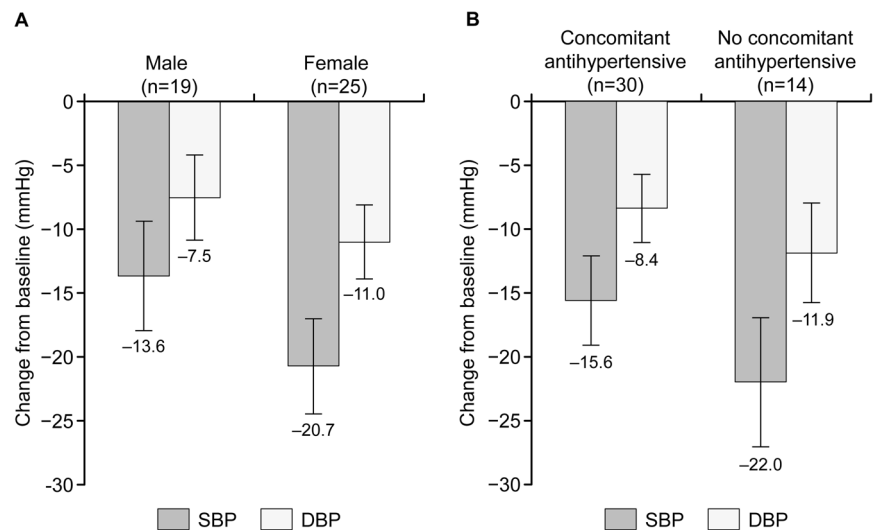 A
Male
(n=19)
Female
(n=25)
Change from baseline (mmHg)
0
–5
–10
–15
–20
–25
-30
–13.6
–7.5
–20.7
–11.0
SBP
DBP
B
Concomitant
antihypertensive
(n=30)
No concomitant
antihypertensive
(n=14)
Change from baseline (mmHg)
0
–5
–10
–15
–20
–25
–30
–15.6
–8.4
–22.0
–11.9
SBP
DBP